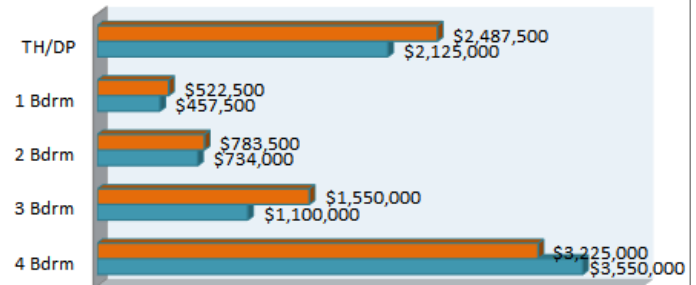 TH/DP
$2,487,500
$2,125,000
1 Bdrm
$522,500
$457,500
2 Bdrm
$783,500
$734,000
3 Bdrm
$1,550,000
$1,100,000
4 Bdrm
$3,225,000
$3,550,000